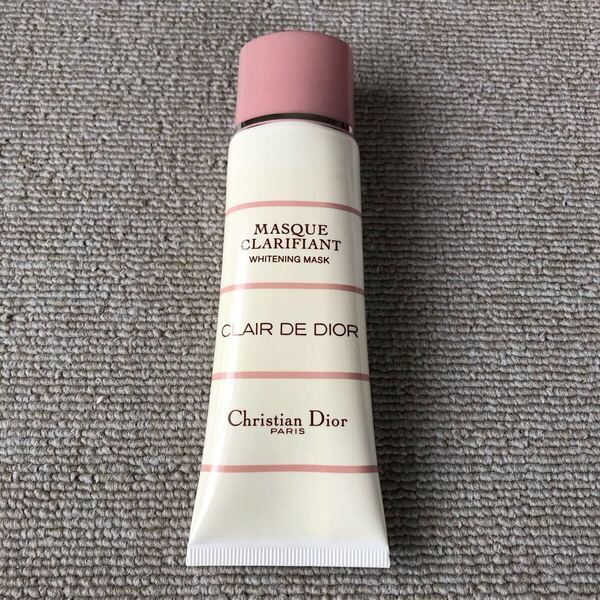 MASQUE
CLARIFIANT
WHITENING MASK
CLAIR DE DIOR
Christian Dior
PARIS